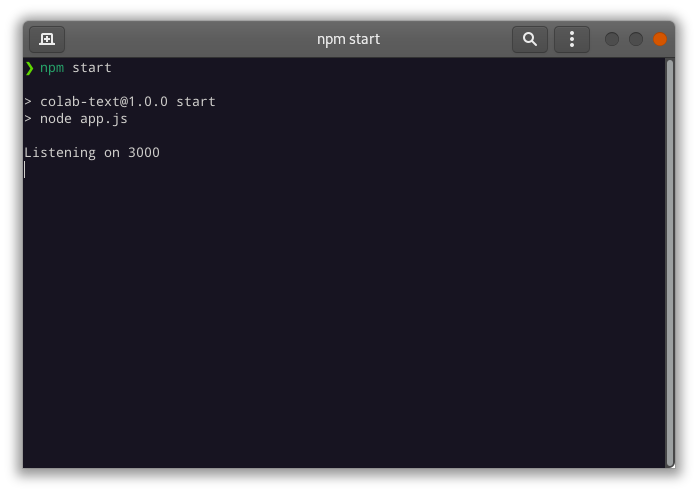 npm start
❯ npm start
> colab-text@1.0.0 start
> node app.js
Listening on 3000